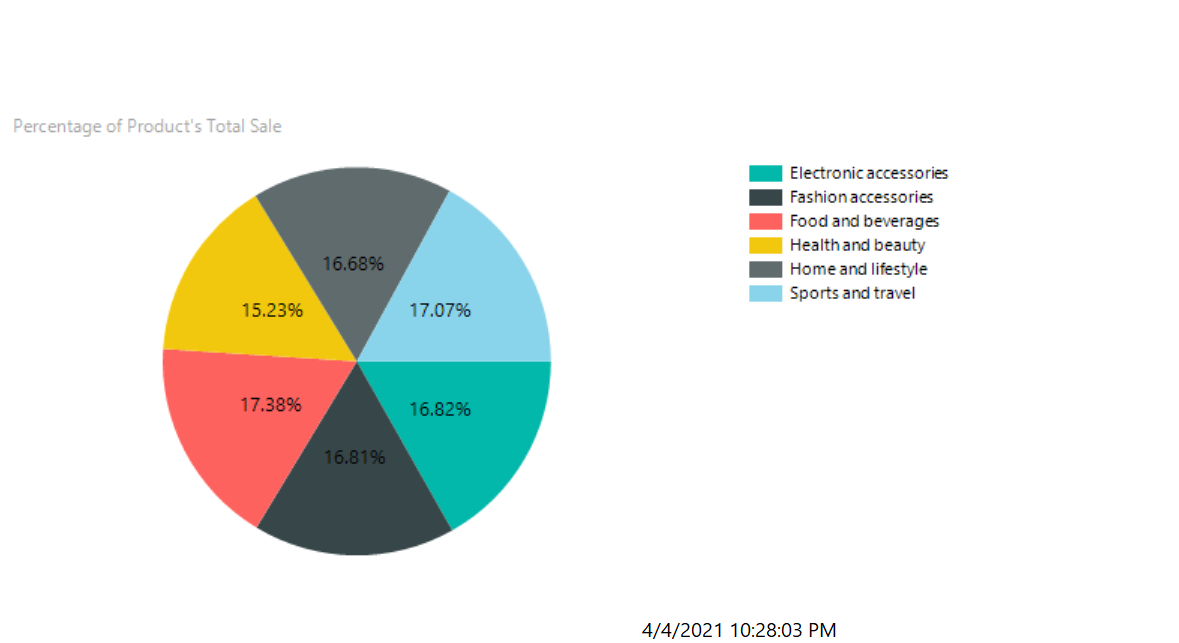 Percentage of Product's Total Sale
Electronic accessories
Fashion accessories
Food and beverages
Health and beauty
Home and lifestyle
Sports and travel
16.68%
15.23%
17.07%
17.38%
16.82%
16.81%
4/4/2021 10:28:03 PM